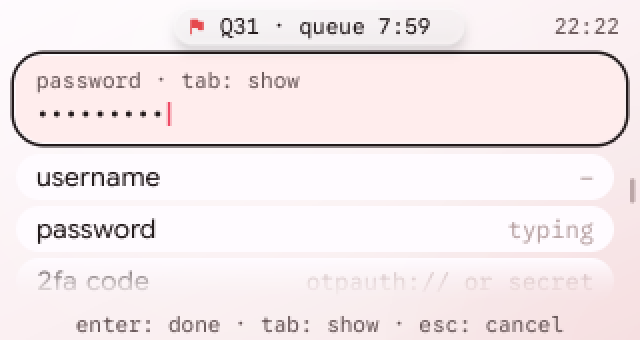 Q31 · queue 7:59
22:22
password · tab: show
•••••••••
username –
password typing
2fa code otpauth:// or secret
enter: done · tab: show · esc: cancel